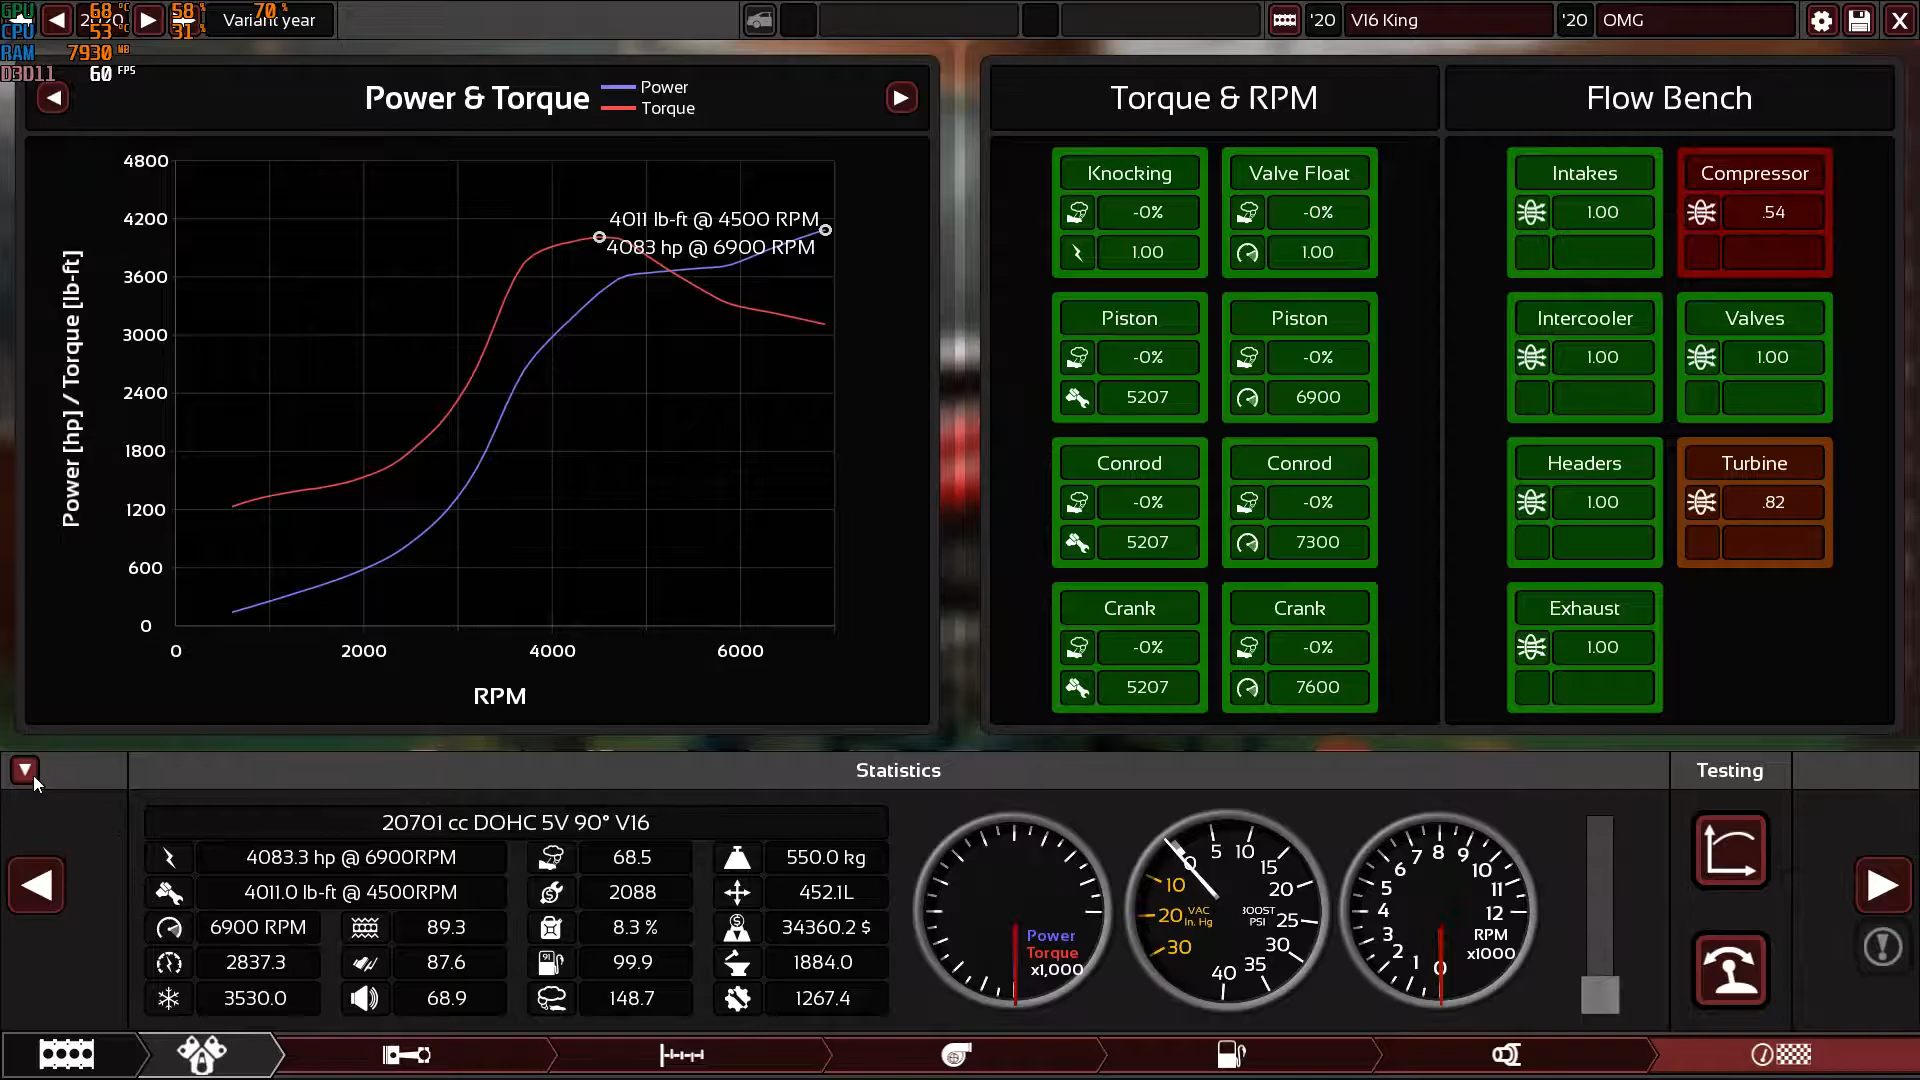 GPU 68 °C 58 % 70 %
CPU 53 °C 31 %
RAM 7930 MB
D3D11 60 FPS
Variant year
'20 V16 King
'20 OMG
Power & Torque
Power
Torque
Torque & RPM
Flow Bench
4800
4200
3600
3000
2400
1800
1200
600
0
Power [hp] / Torque [lb-ft]
4011 lb-ft @ 4500 RPM
4083 hp @ 6900 RPM
0
2000
4000
6000
RPM
Knocking
-0%
1.00
Valve Float
-0%
1.00
Piston
-0%
5207
Piston
-0%
6900
Conrod
-0%
5207
Conrod
-0%
7300
Crank
-0%
5207
Crank
-0%
7600
Intakes
1.00
Compressor
.54
Intercooler
1.00
Valves
1.00
Headers
1.00
Turbine
.82
Exhaust
1.00
Statistics
Testing
20701 cc DOHC 5V 90° V16
4083.3 hp @ 6900RPM
68.5
550.0 kg
4011.0 lb-ft @ 4500RPM
2088
452.1L
6900 RPM
89.3
8.3 %
34360.2 $
2837.3
87.6
91
99.9
1884.0
3530.0
68.9
148.7
1267.4
Power
Torque
x1,000
0 5 10 15 20 25 30 35 40
10 20 30
VAC
In. Hg
BOOST
PSI
0 1 2 3 4 5 6 7 8 9 10 11 12
RPM
x1000